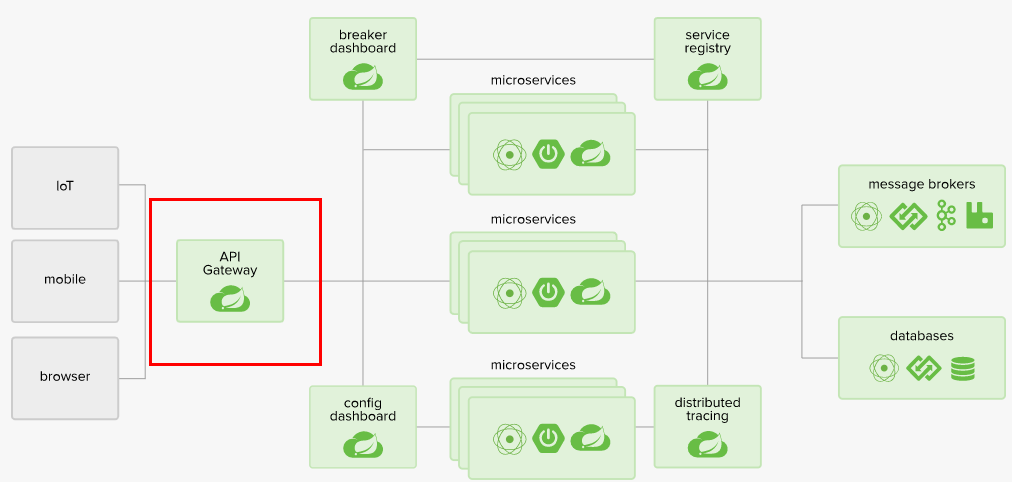 breaker
dashboard
service
registry
microservices
IoT
mobile
browser
API
Gateway
microservices
message brokers
databases
microservices
config
dashboard
distributed
tracing